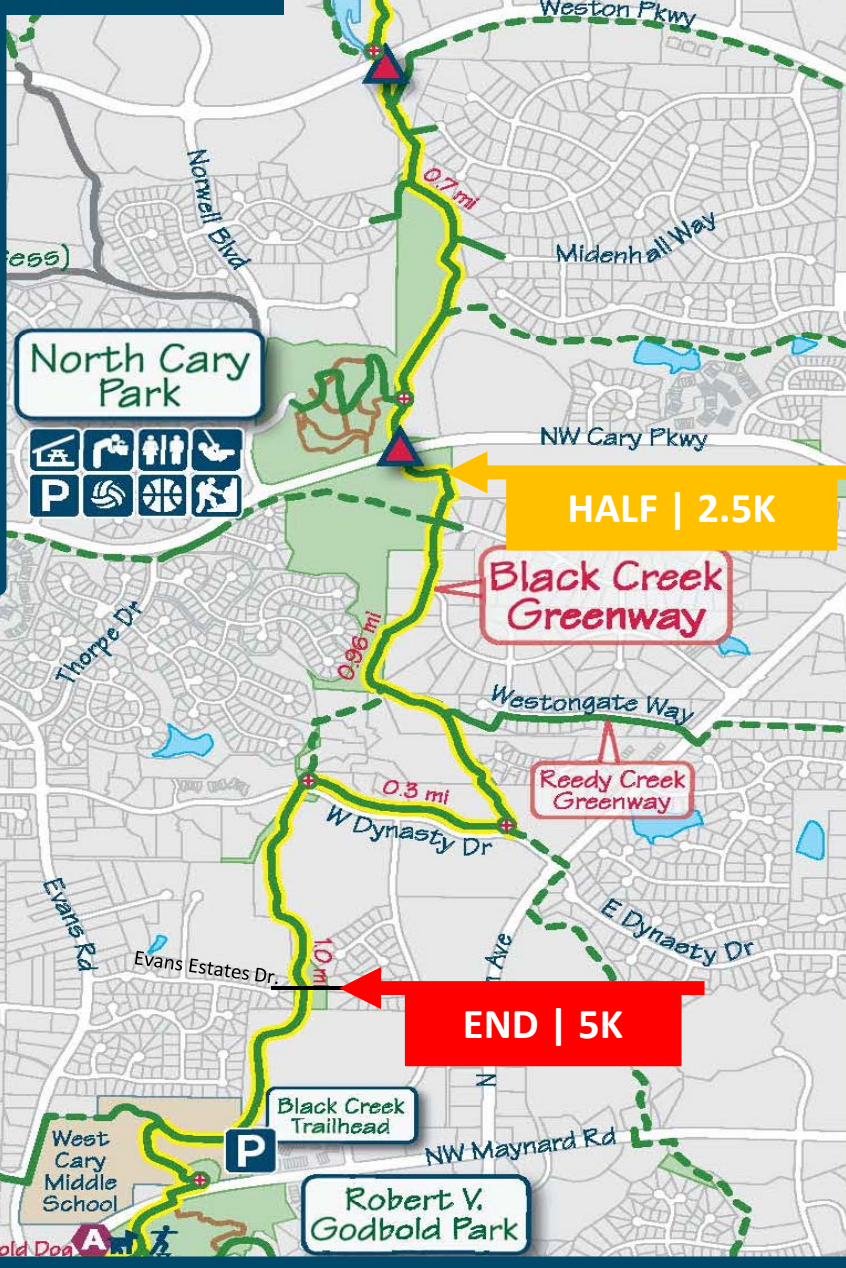 Weston Pkwy
Norwell Blvd
0.7 mi
Midenhall Way
ess)
North Cary
Park
P
NW Cary Pkwy
HALF | 2.5K
Black Creek
Greenway
Thorpe Dr
0.96 mi
Westongate Way
Reedy Creek
Greenway
0.3 mi
W Dynasty Dr
Evans Rd
E Dynasty Dr
Evans Estates Dr.
1.0 m
n Ave
END | 5K
N
Black Creek
Trailhead
P
West
Cary
Middle
School
NW Maynard Rd
Robert V.
Godbold Park
old Dog
A